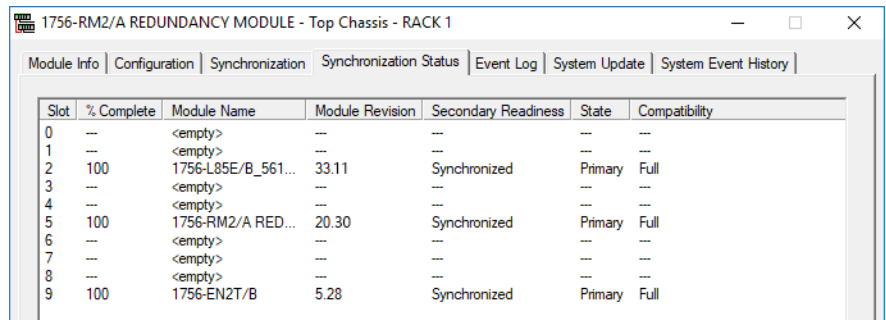 1756-RM2/A REDUNDANCY MODULE - Top Chassis - RACK 1
Module Info Configuration Synchronization Synchronization Status Event Log System Update System Event History
Slot % Complete Module Name Module Revision Secondary Readiness State Compatibility
0 --- <empty> --- --- --- ---
1 --- <empty> --- --- --- ---
2 100 1756-L85E/B_561... 33.11 Synchronized Primary Full
3 --- <empty> --- --- --- ---
4 --- <empty> --- --- --- ---
5 100 1756-RM2/A RED... 20.30 Synchronized Primary Full
6 --- <empty> --- --- --- ---
7 --- <empty> --- --- --- ---
8 --- <empty> --- --- --- ---
9 100 1756-EN2T/B 5.28 Synchronized Primary Full